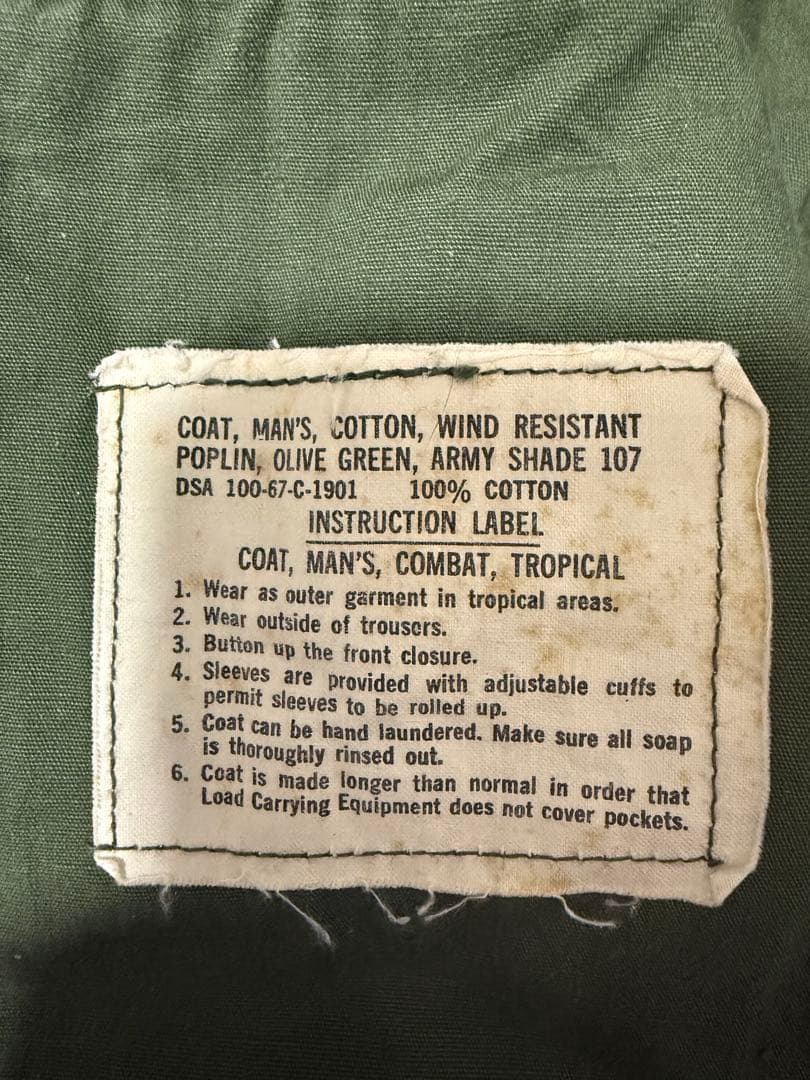 COAT, MAN'S, COTTON, WIND RESISTANT
POPLIN, OLIVE GREEN, ARMY SHADE 107
DSA 100-67-C-1901 100% COTTON
INSTRUCTION LABEL
COAT, MAN'S, COMBAT, TROPICAL
1. Wear as outer garment in tropical areas.
2. Wear outside of trousers.
3. Button up the front closure.
4. Sleeves are provided with adjustable cuffs to
permit sleeves to be rolled up.
5. Coat can be hand laundered. Make sure all soap
is thoroughly rinsed out.
6. Coat is made longer than normal in order that
Load Carrying Equipment does not cover pockets.